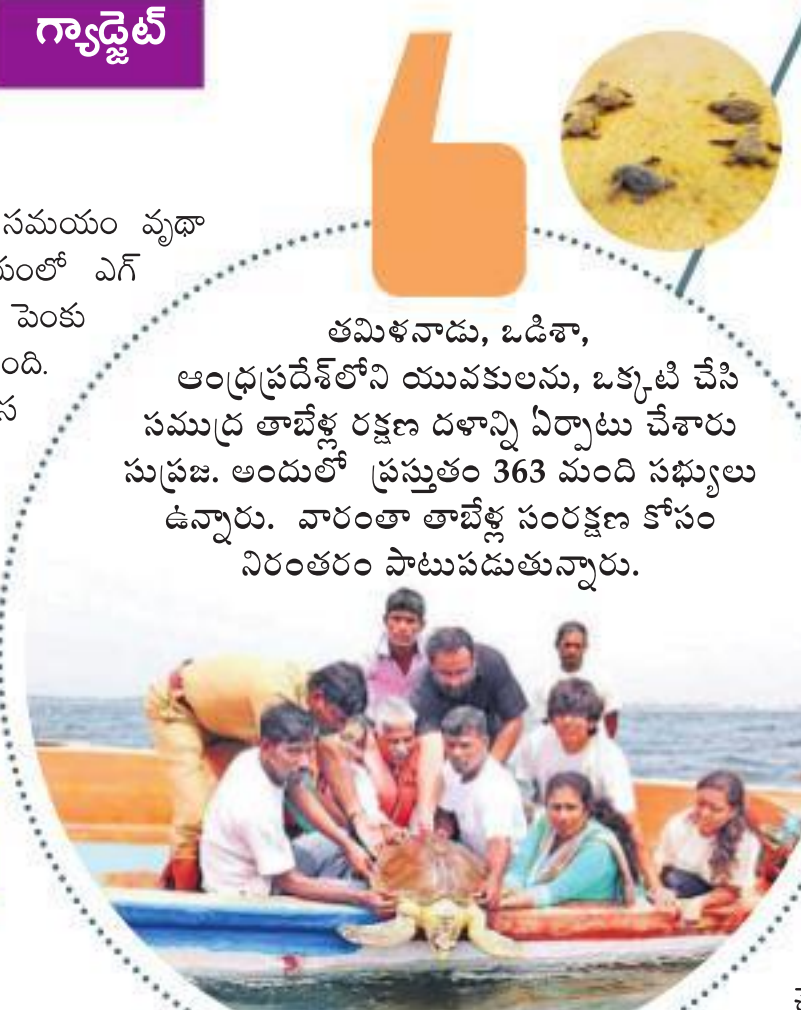 గ్యాడ్జెట్
సమయం వృథా
యంలో ఎగ్
పెంకు
ంది.
స
తమిళనాడు, ఒడిశా,
ఆంధ్రప్రదేశ్‌లోని యువకులను, ఒక్కటి చేసి
సముద్ర తాబేళ్ల రక్షణ దళాన్ని ఏర్పాటు చేశారు
సుప్రజ. అందులో ప్రస్తుతం 363 మంది సభ్యులు
ఉన్నారు. వారంతా తాబేళ్ల సంరక్షణ కోసం
నిరంతరం పాటుపడుతున్నారు.